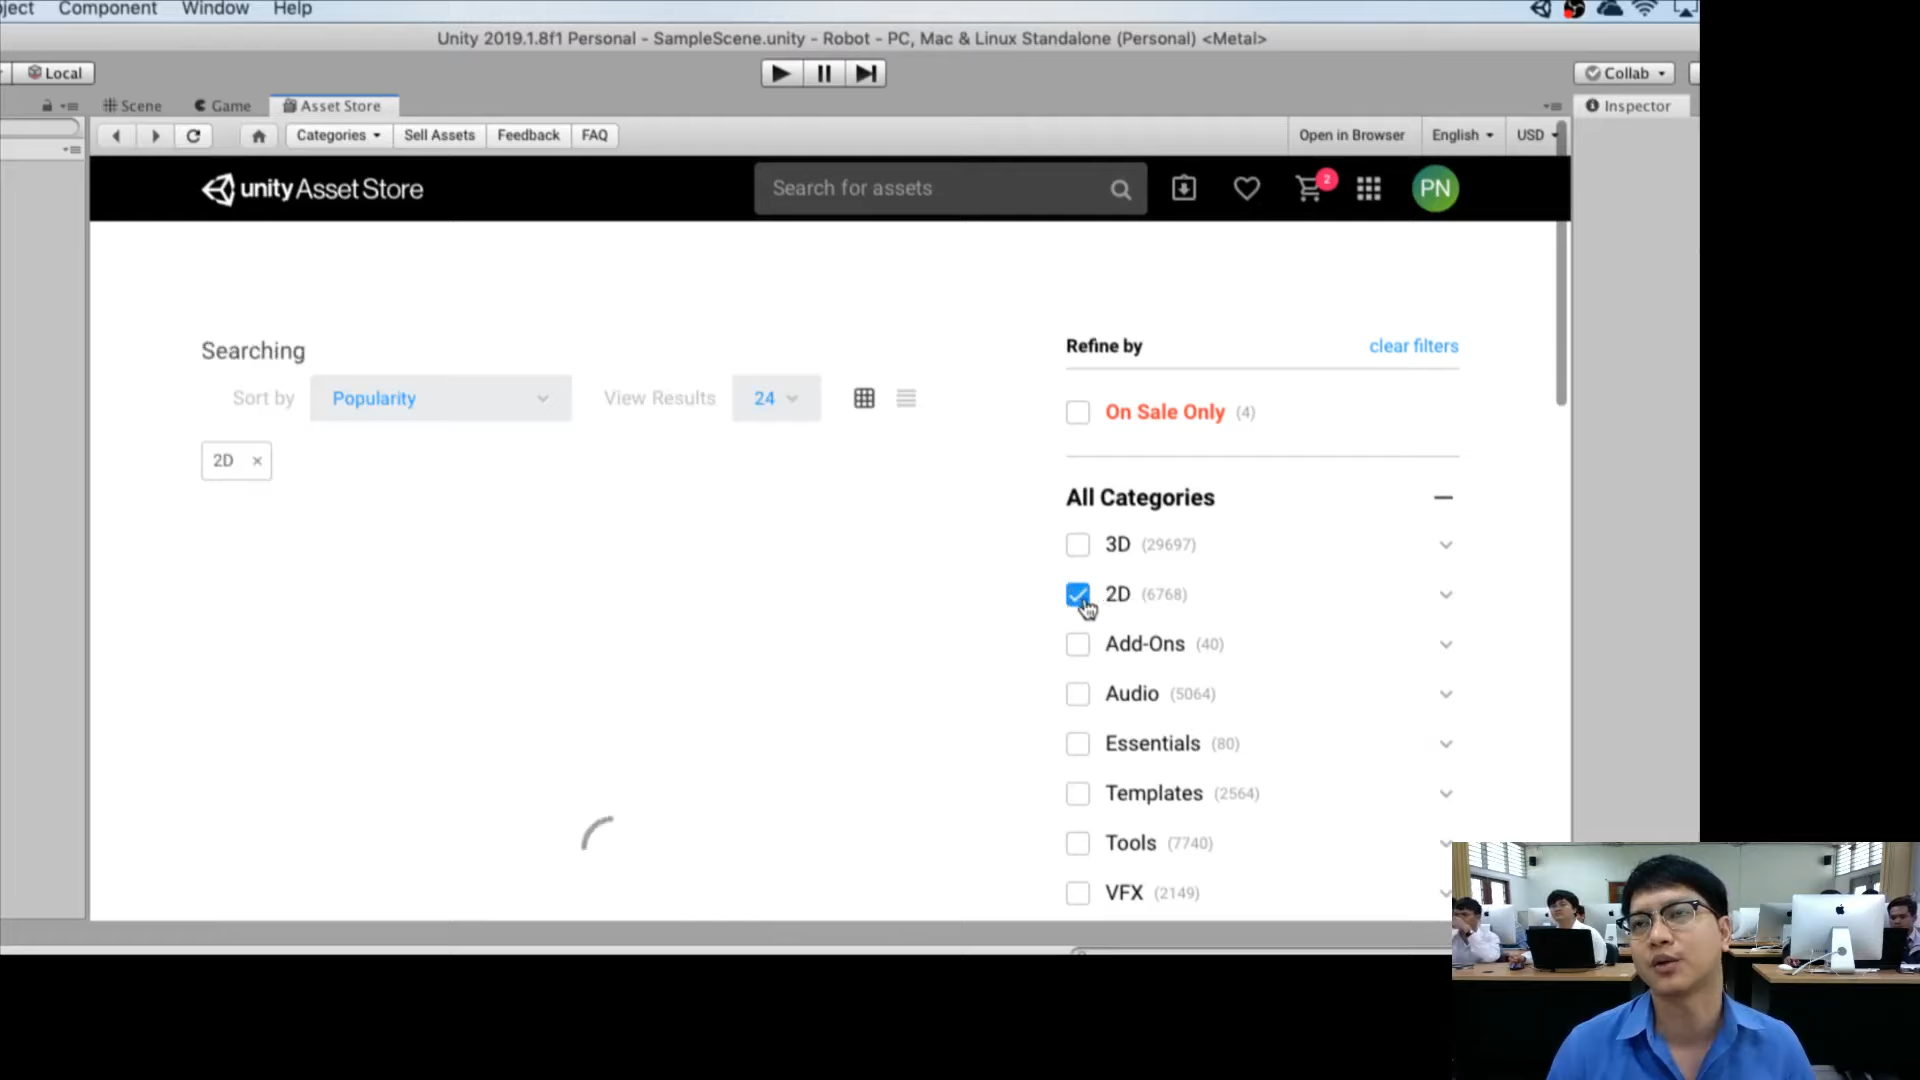 Component Window Help
Unity 2019.1.8f1 Personal - SampleScene.unity - Robot - PC, Mac & Linux Standalone (Personal) <Metal>
Local
Collab
Scene Game Asset Store
Inspector
Categories Sell Assets Feedback FAQ
Open in Browser English USD
unity Asset Store
Search for assets
2
PN
Searching
Sort by Popularity View Results 24
2D ×
Refine by clear filters
On Sale Only (4)
All Categories
3D (29697)
2D (6768)
Add-Ons (40)
Audio (5064)
Essentials (80)
Templates (2564)
Tools (7740)
VFX (2149)